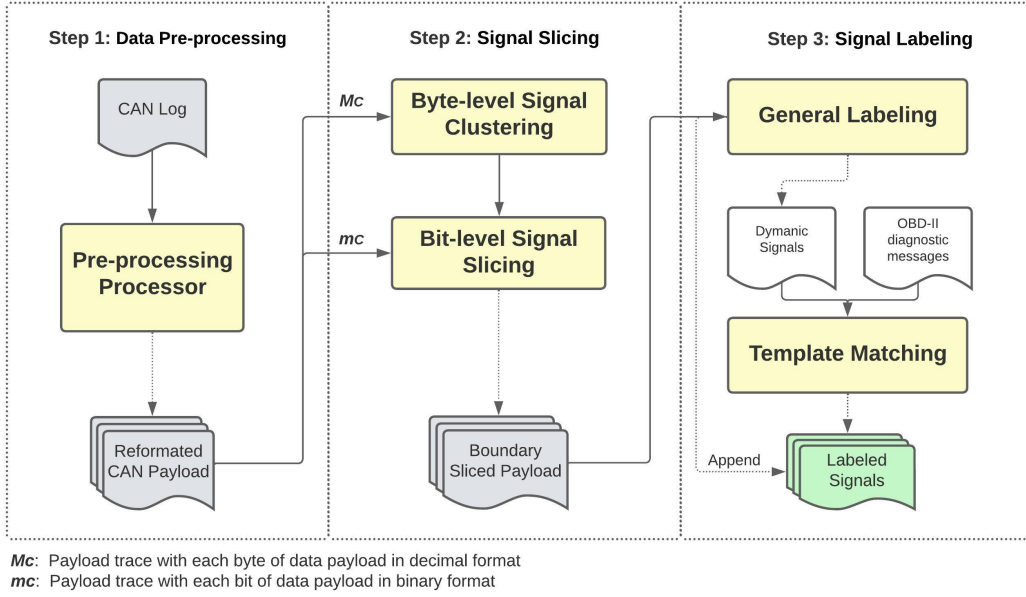 Step 1: Data Pre-processing
CAN Log
Pre-processing
Processor
Reformated
CAN Payload
Step 2: Signal Slicing
Mc
Byte-level Signal
Clustering
mc
Bit-level Signal
Slicing
Boundary
Sliced Payload
Step 3: Signal Labeling
General Labeling
Dymanic
Signals
OBD-II
diagnostic
messages
Template Matching
Append
Labeled
Signals
Mc: Payload trace with each byte of data payload in decimal format
mc: Payload trace with each bit of data payload in binary format